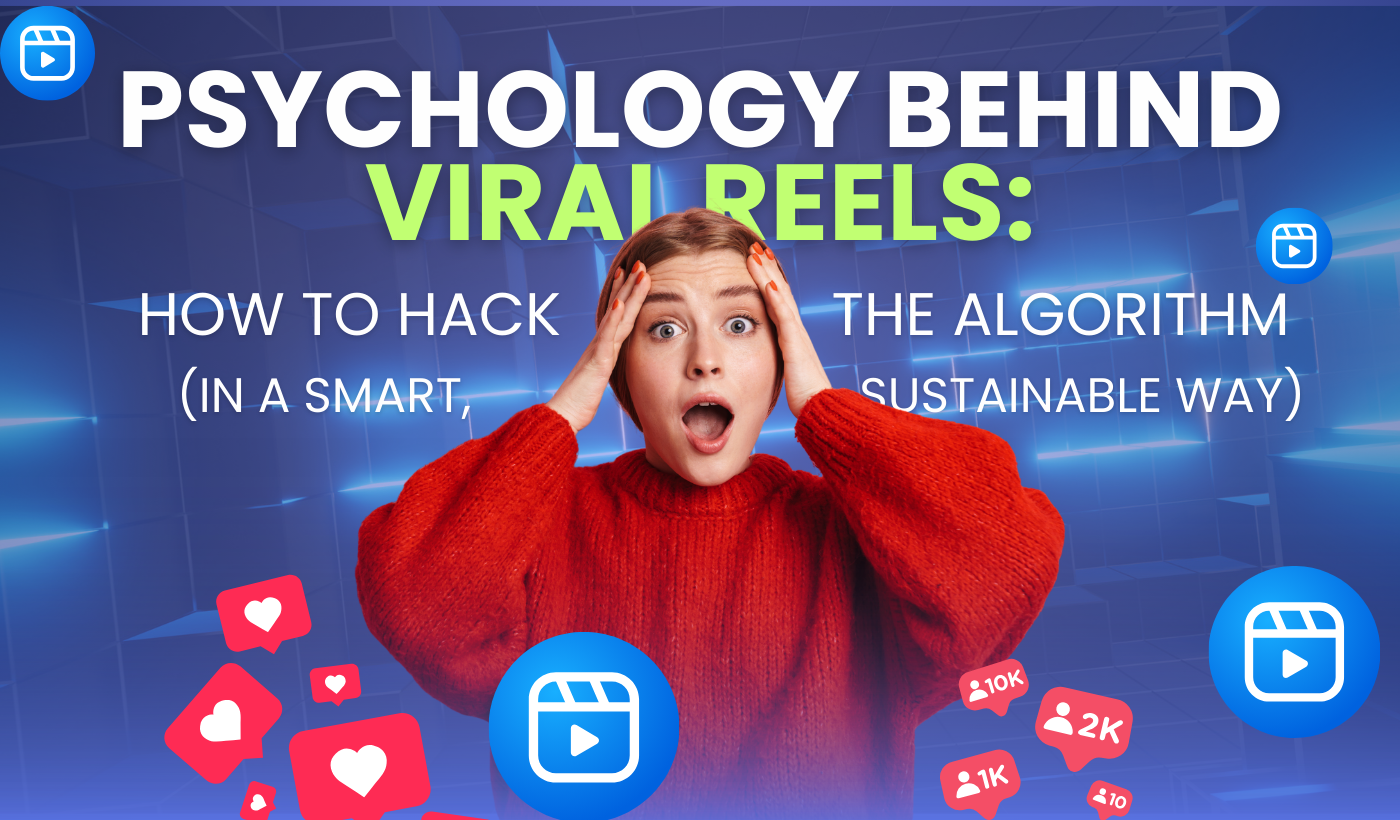 PSYCHOLOGY BEHIND
VIRAL REELS:
HOW TO HACK THE ALGORITHM
(IN A SMART, SUSTAINABLE WAY)
10K
2K
1K
10